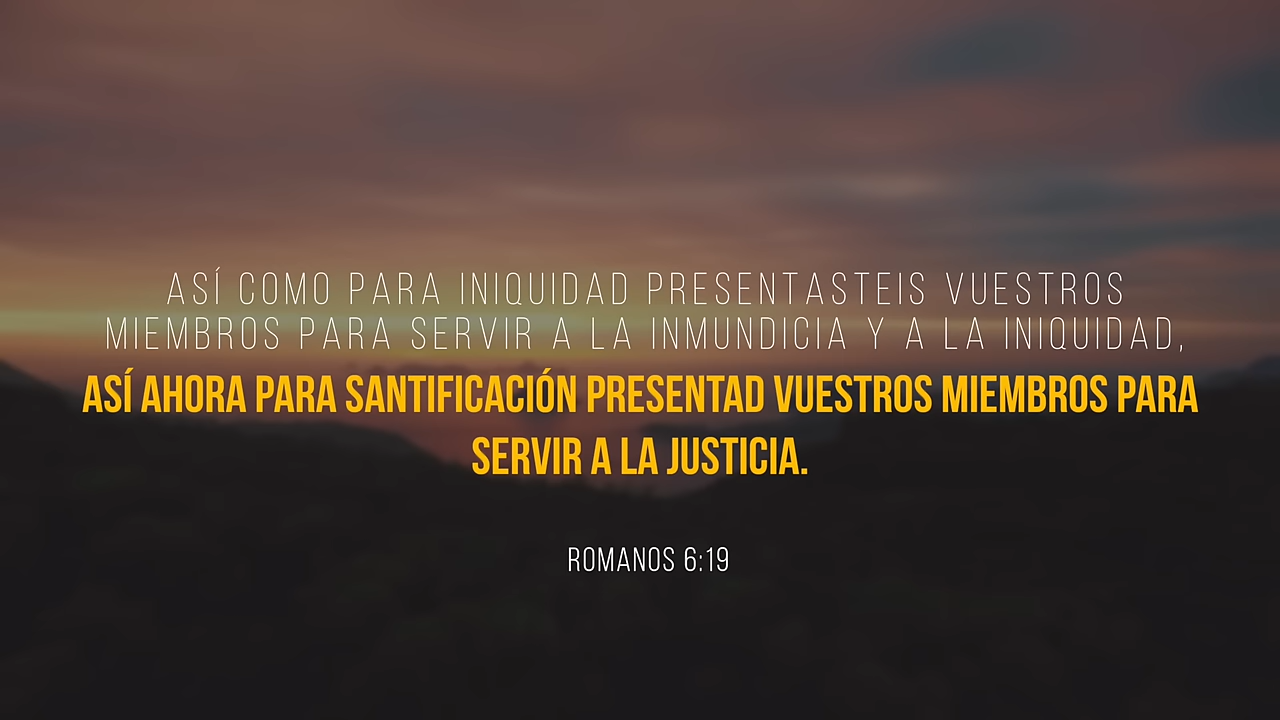 ASÍ COMO PARA INIQUIDAD PRESENTASTEIS VUESTROS
MIEMBROS PARA SERVIR A LA INMUNDICIA Y A LA INIQUIDAD,
ASÍ AHORA PARA SANTIFICACIÓN PRESENTAD VUESTROS MIEMBROS PARA
SERVIR A LA JUSTICIA.
ROMANOS 6:19